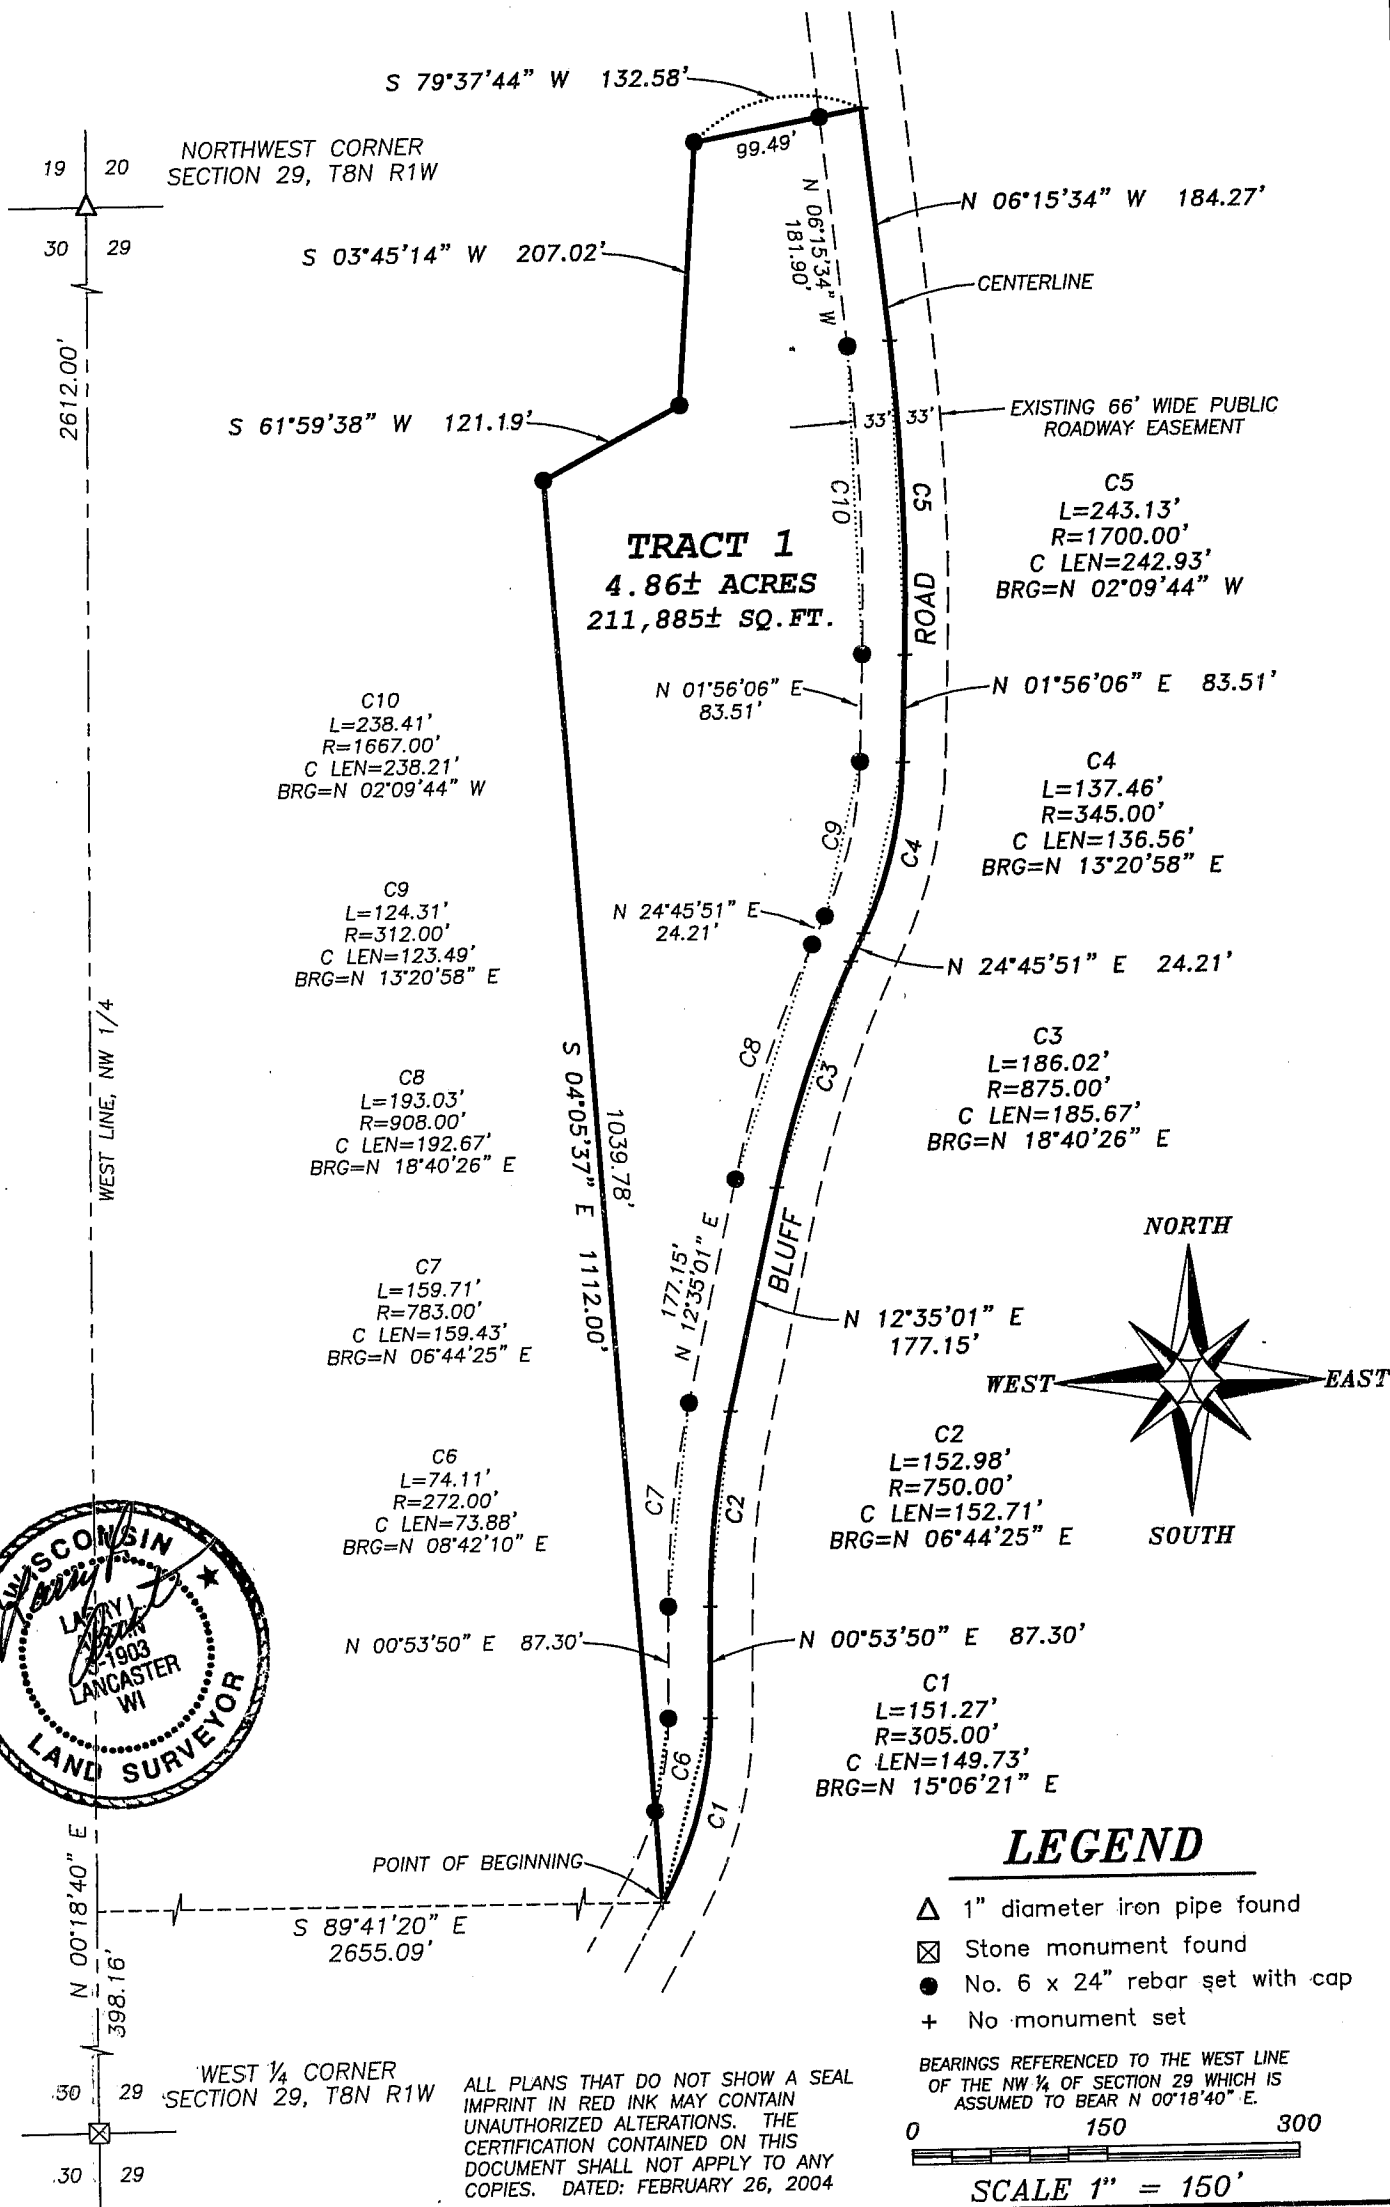 S 79°37'44" W 132.58'
99.49'
19 20
NORTHWEST CORNER
SECTION 29, T8N R1W
30 29
N 06°15'34" W
181.90'
N 06°15'34" W 184.27'
S 03°45'14" W 207.02'
CENTERLINE
2612.00'
EXISTING 66' WIDE PUBLIC
ROADWAY EASEMENT
33' 33'
S 61°59'38" W 121.19'
C10
C5
C5
L=243.13'
R=1700.00'
C LEN=242.93'
BRG=N 02°09'44" W
TRACT 1
4.86± ACRES
211,885± SQ.FT.
ROAD
N 01°56'06" E
83.51'
N 01°56'06" E 83.51'
C10
L=238.41'
R=1667.00'
C LEN=238.21'
BRG=N 02°09'44" W
C4
L=137.46'
R=345.00'
C LEN=136.56'
BRG=N 13°20'58" E
C9
C4
C9
L=124.31'
R=312.00'
C LEN=123.49'
BRG=N 13°20'58" E
N 24°45'51" E
24.21'
N 24°45'51" E 24.21'
WEST LINE, NW 1/4
C8
C3
C3
L=186.02'
R=875.00'
C LEN=185.67'
BRG=N 18°40'26" E
C8
L=193.03'
R=908.00'
C LEN=192.67'
BRG=N 18°40'26" E
S 04°05'37" E 1112.00'
1039.78'
177.15'
N 12°35'01" E
BLUFF
N 12°35'01" E
177.15'
NORTH
WEST
EAST
SOUTH
C7
L=159.71'
R=783.00'
C LEN=159.43'
BRG=N 06°44'25" E
C7
C2
C2
L=152.98'
R=750.00'
C LEN=152.71'
BRG=N 06°44'25" E
C6
L=74.11'
R=272.00'
C LEN=73.88'
BRG=N 08°42'10" E
WISCONSIN
LARRY L.
S-1903
LANCASTER
WI
LAND SURVEYOR
N 00°53'50" E 87.30'
N 00°53'50" E 87.30'
C6
C1
C1
L=151.27'
R=305.00'
C LEN=149.73'
BRG=N 15°06'21" E
POINT OF BEGINNING
S 89°41'20" E
2655.09'
N 00°18'40" E
398.16'
LEGEND
1" diameter iron pipe found
Stone monument found
No. 6 x 24" rebar set with cap
+ No monument set
BEARINGS REFERENCED TO THE WEST LINE
OF THE NW ¼ OF SECTION 29 WHICH IS
ASSUMED TO BEAR N 00°18'40" E.
30 29
WEST ¼ CORNER
SECTION 29, T8N R1W
30 29
ALL PLANS THAT DO NOT SHOW A SEAL
IMPRINT IN RED INK MAY CONTAIN
UNAUTHORIZED ALTERATIONS. THE
CERTIFICATION CONTAINED ON THIS
DOCUMENT SHALL NOT APPLY TO ANY
COPIES. DATED: FEBRUARY 26, 2004
0 150 300
SCALE 1" = 150'